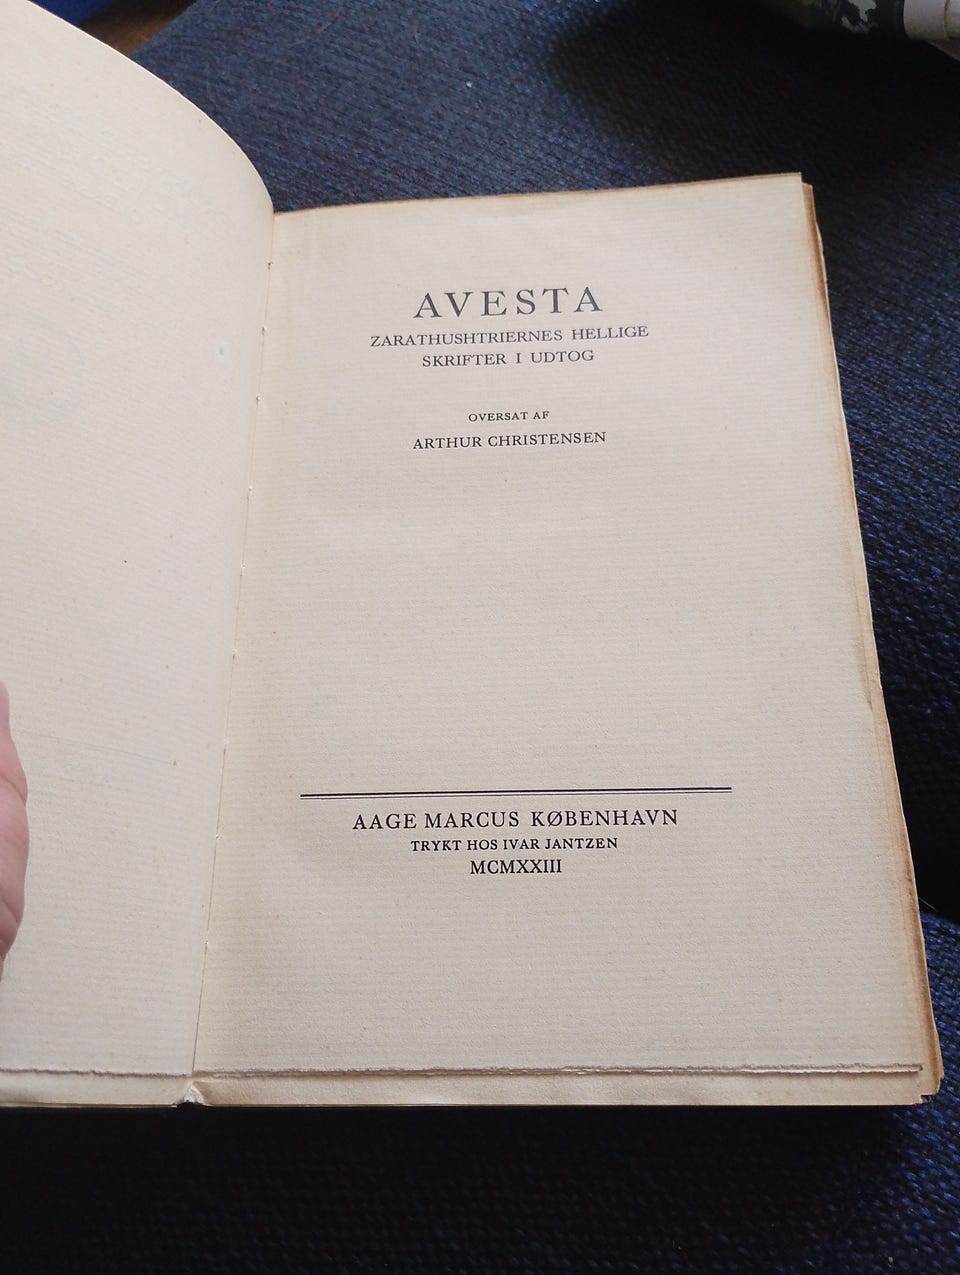 AVESTA
ZARATHUSHTRIERNES HELLIGE
SKRIFTER I UDTOG
OVERSAT AF
ARTHUR CHRISTENSEN
AAGE MARCUS KØBENHAVN
TRYKT HOS IVAR JANTZEN
MCMXXIII